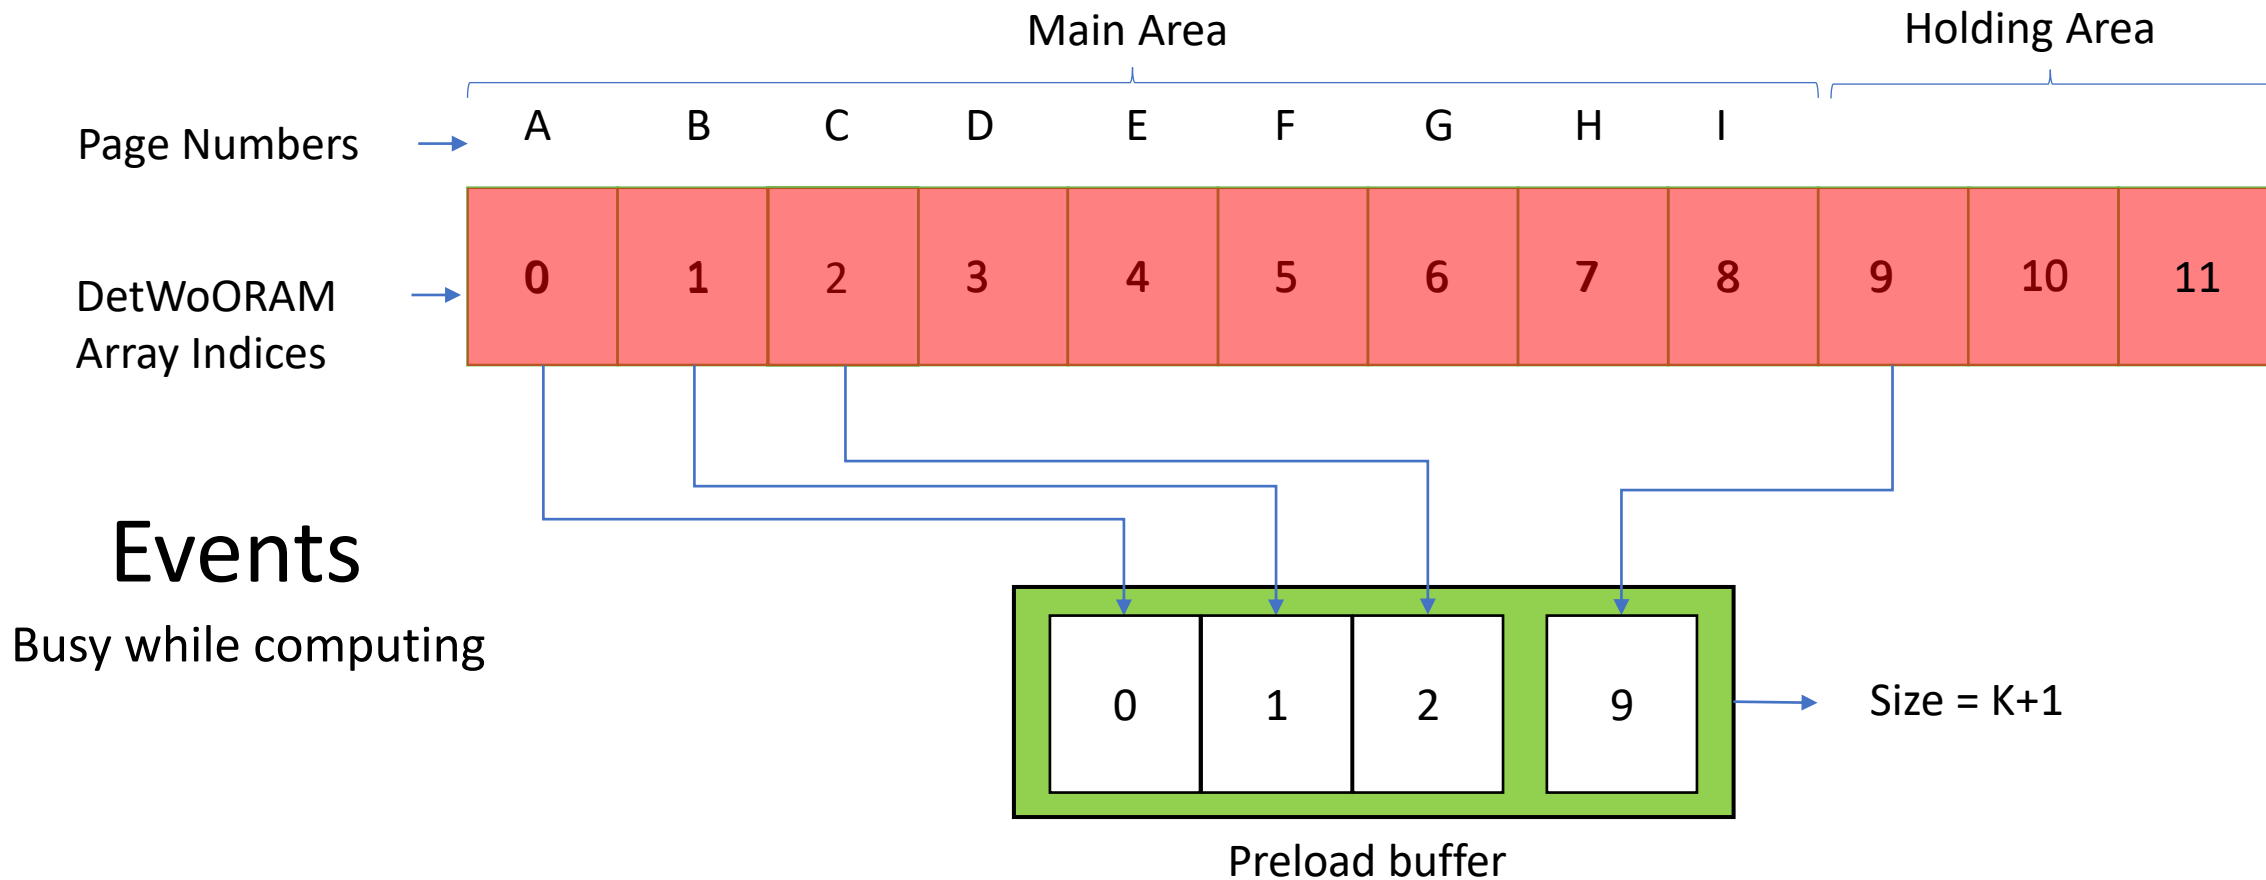 Main Area
Holding Area
Page Numbers
A B C D E F G H I
DetWoORAM
Array Indices
0 1 2 3 4 5 6 7 8 9 10 11
Events
Busy while computing
0 1 2 9
Size = K+1
Preload buffer